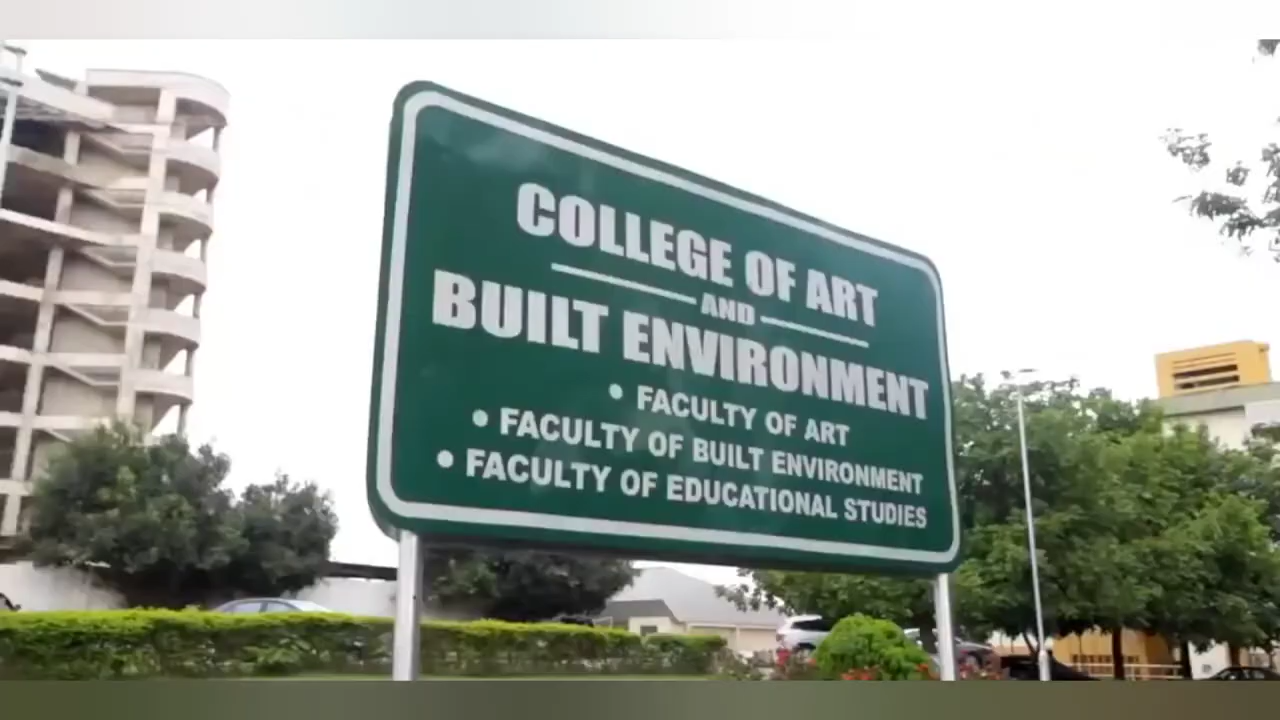 COLLEGE OF ART
AND
BUILT ENVIRONMENT
• FACULTY OF ART
• FACULTY OF BUILT ENVIRONMENT
• FACULTY OF EDUCATIONAL STUDIES